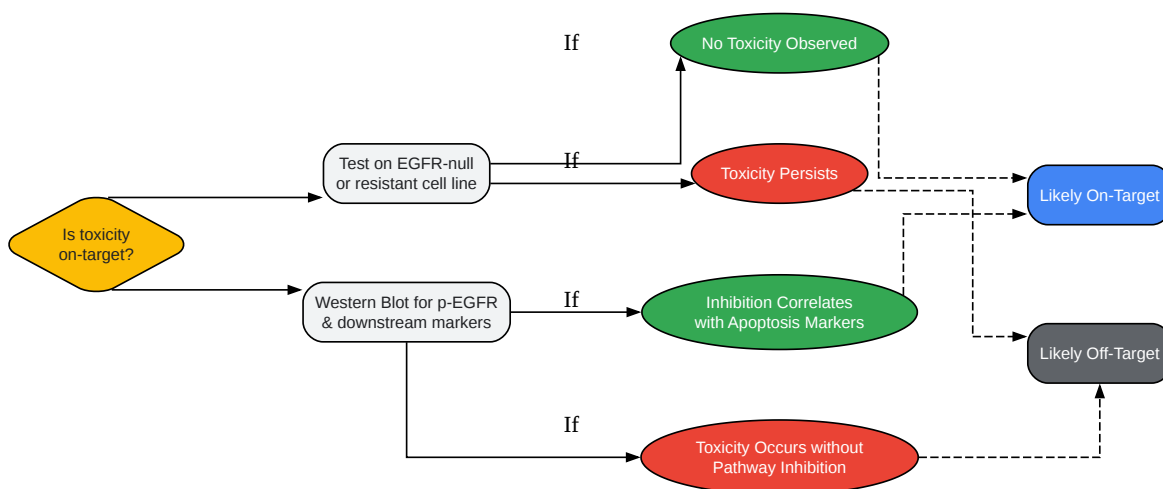 If
No Toxicity Observed
Test on EGFR-null
or resistant cell line
If
Toxicity Persists
Likely On-Target
Is toxicity
on-target?
Western Blot for p-EGFR
& downstream markers
If
Inhibition Correlates
with Apoptosis Markers
Likely Off-Target
If
Toxicity Occurs without
Pathway Inhibition